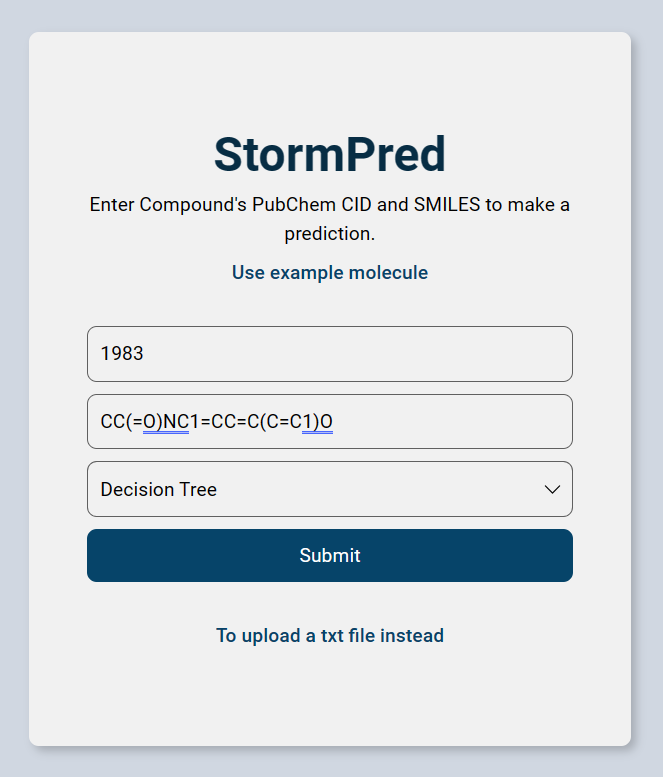 StormPred
Enter Compound's PubChem CID and SMILES to make a
prediction.
Use example molecule
1983
CC(=O)NC1=CC=C(C=C1)O
Decision Tree
Submit
To upload a txt file instead